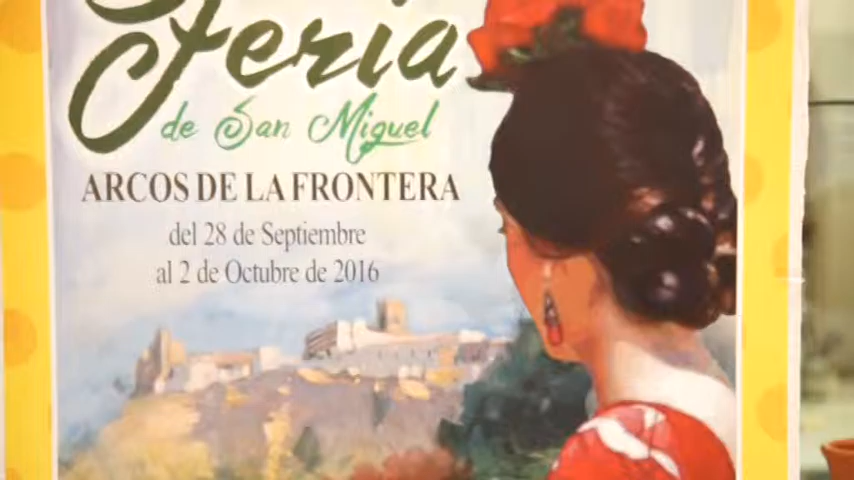 Feria
de San Miguel
ARCOS DE LA FRONTERA
del 28 de Septiembre
al 2 de Octubre de 2016